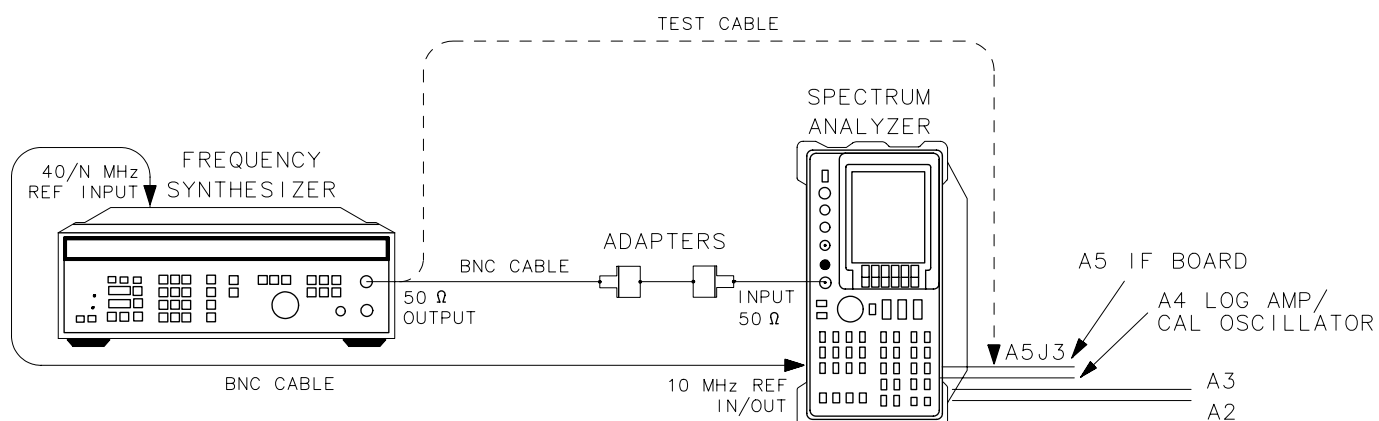 TEST CABLE
SPECTRUM
ANALYZER
40/N MHz
REF INPUT
FREQUENCY
SYNTHESIZER
ADAPTERS
BNC CABLE
50 Ω
OUTPUT
INPUT
50 Ω
A5 IF BOARD
A4 LOG AMP/
CAL OSCILLATOR
A5J3
BNC CABLE
10 MHz REF
IN/OUT
A3
A2